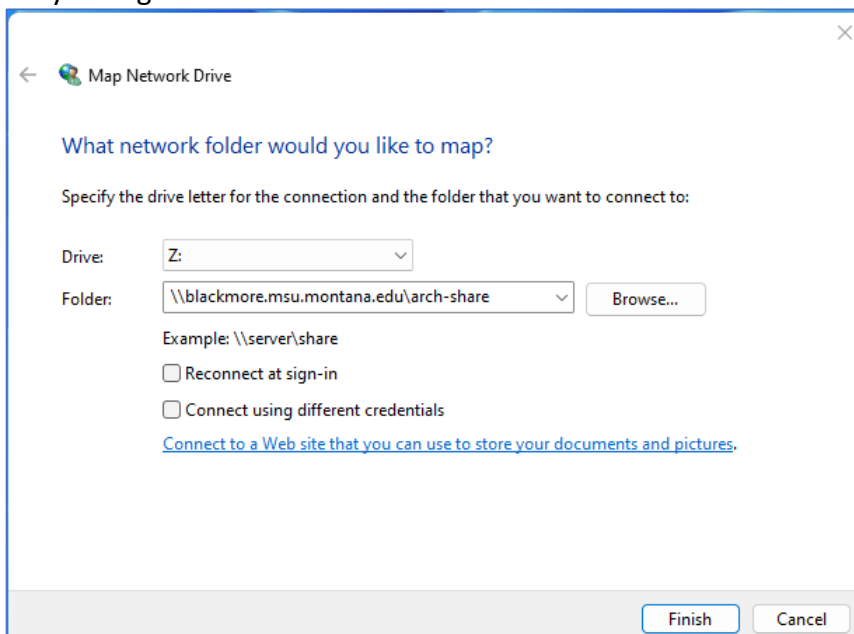 Map Network Drive
What network folder would you like to map?
Specify the drive letter for the connection and the folder that you want to connect to:
Drive: Z:
Folder: \\blackmore.msu.montana.edu\arch-share Browse...
Example: \\server\share
Reconnect at sign-in
Connect using different credentials
Connect to a Web site that you can use to store your documents and pictures.
Finish Cancel